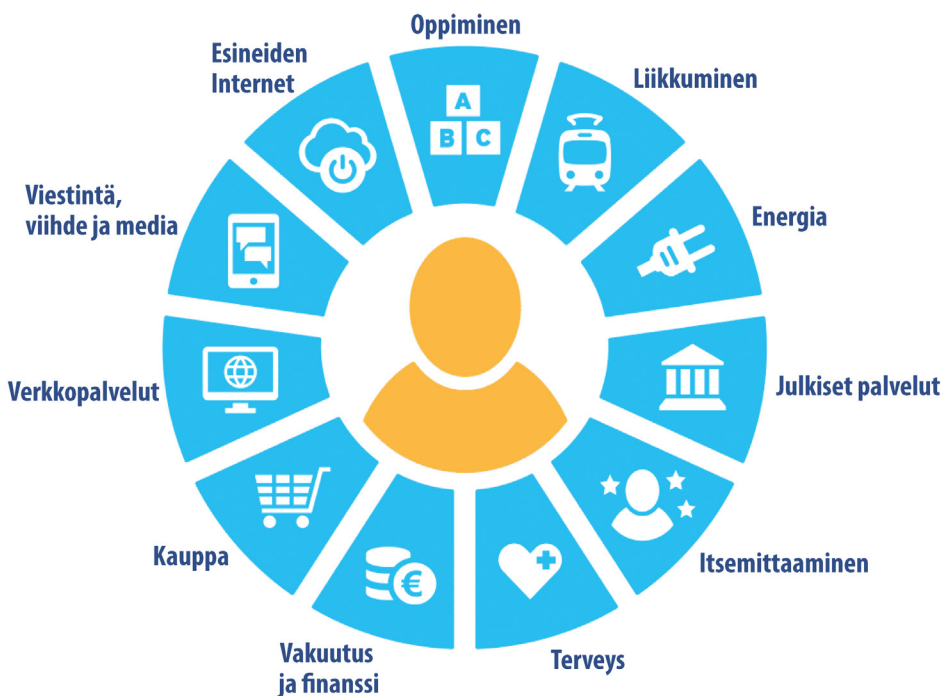 Oppiminen
Liikkuminen
Energia
Julkiset palvelut
Itsemittaaminen
Terveys
Vakuutus
ja finanssi
Kauppa
Verkkopalvelut
Viestintä,
viihde ja media
Esineiden
Internet
A
B C
€